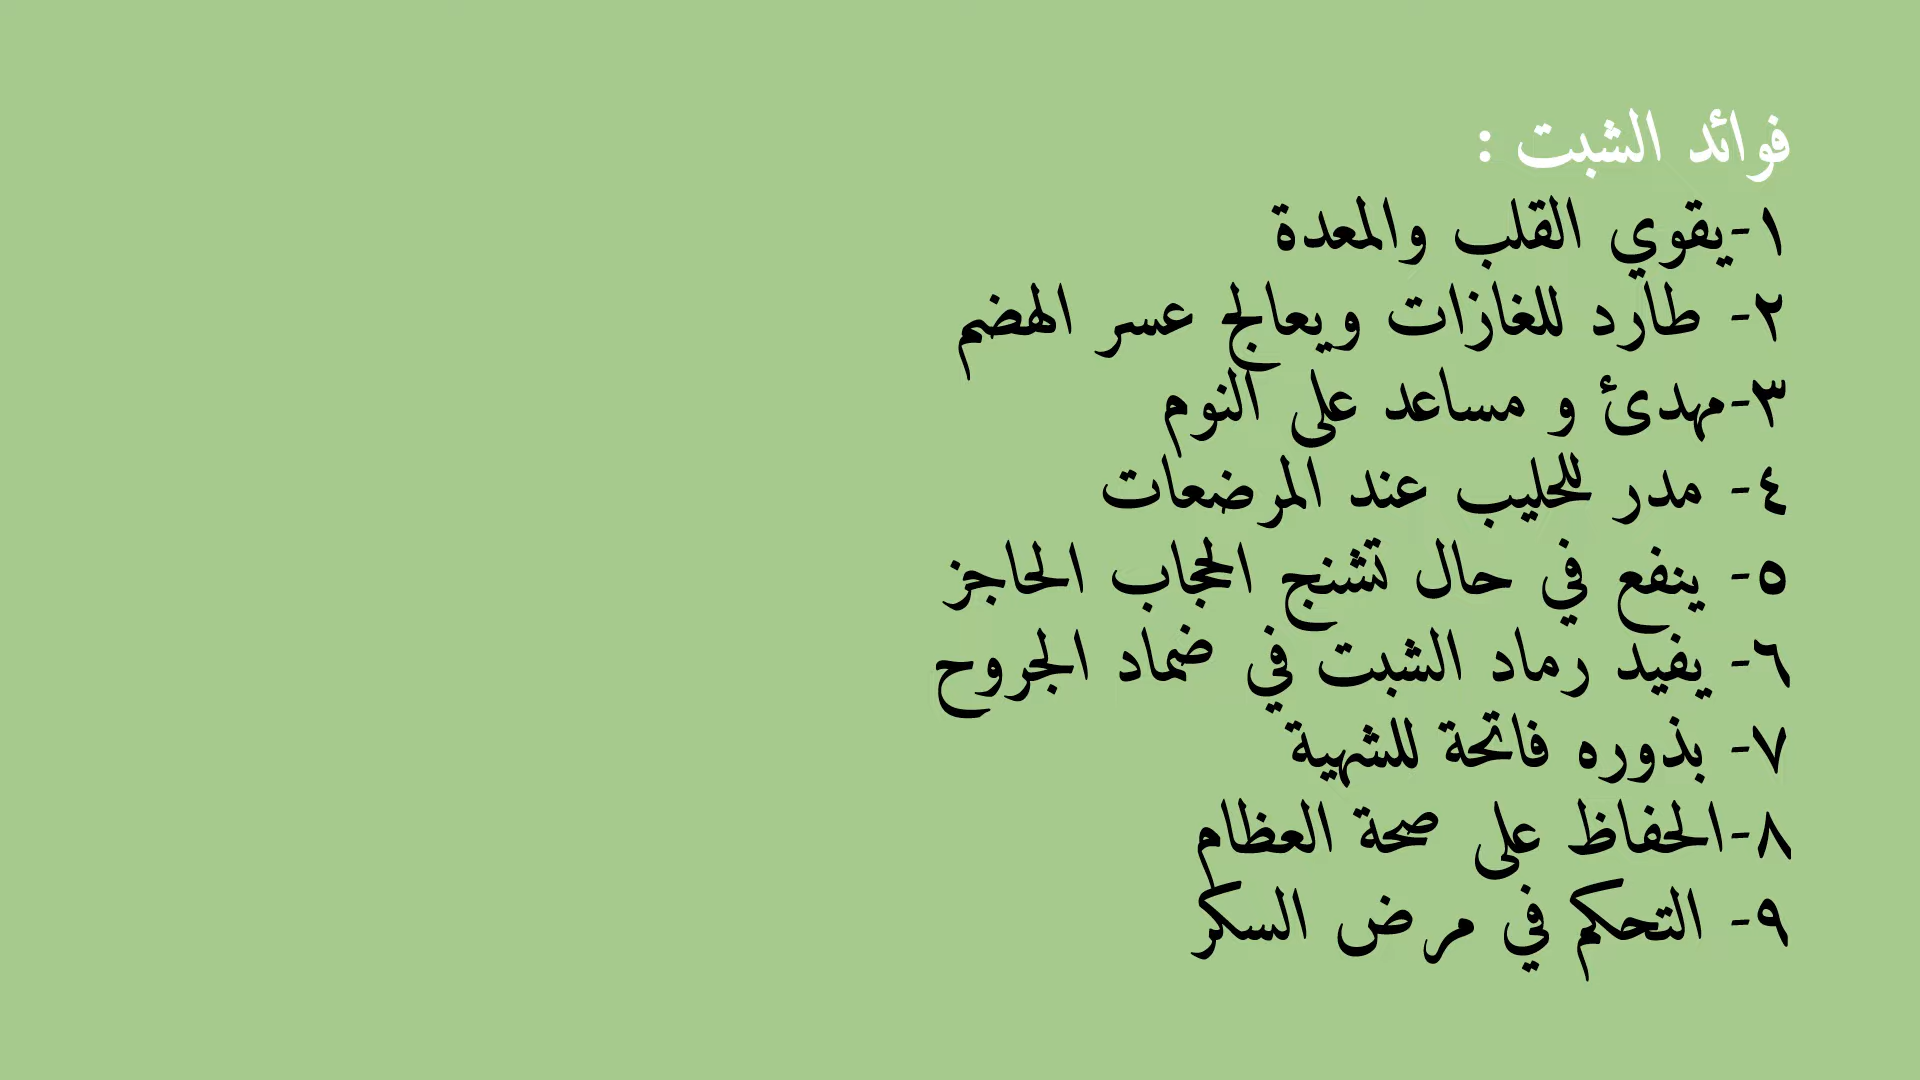 فوائد الشبت :
١-يقوي القلب والمعدة
٢- طارد للغازات ويعالج عسر الهضم
٣-مهدئ و مساعد على النوم
٤- مدر للحليب عند المرضعات
٥- ينفع في حال تشنج الحجاب الحاجز
٦- يفيد رماد الشبت في ضماد الجروح
٧- بذوره فاتحة للشهية
٨-الحفاظ على صحة العظام
٩- التحكم في مرض السكر